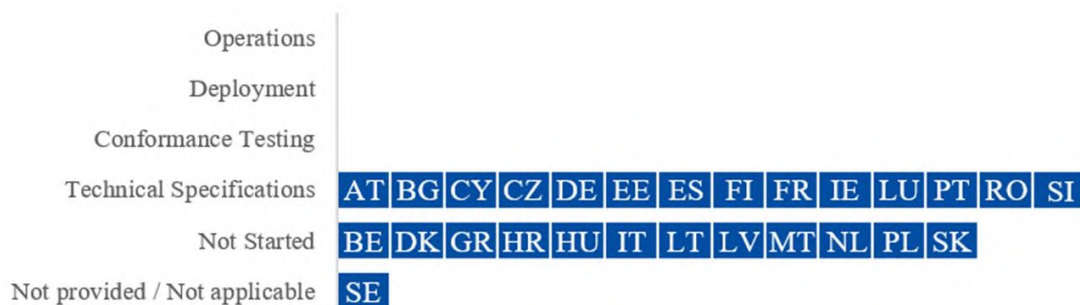 Operations
Deployment
Conformance Testing
Technical Specifications AT BG CY CZ DE EE ES FI FR IE LU PT RO SI
Not Started BE DK GR HR HU IT LT LV MT NL PL SK
Not provided / Not applicable SE